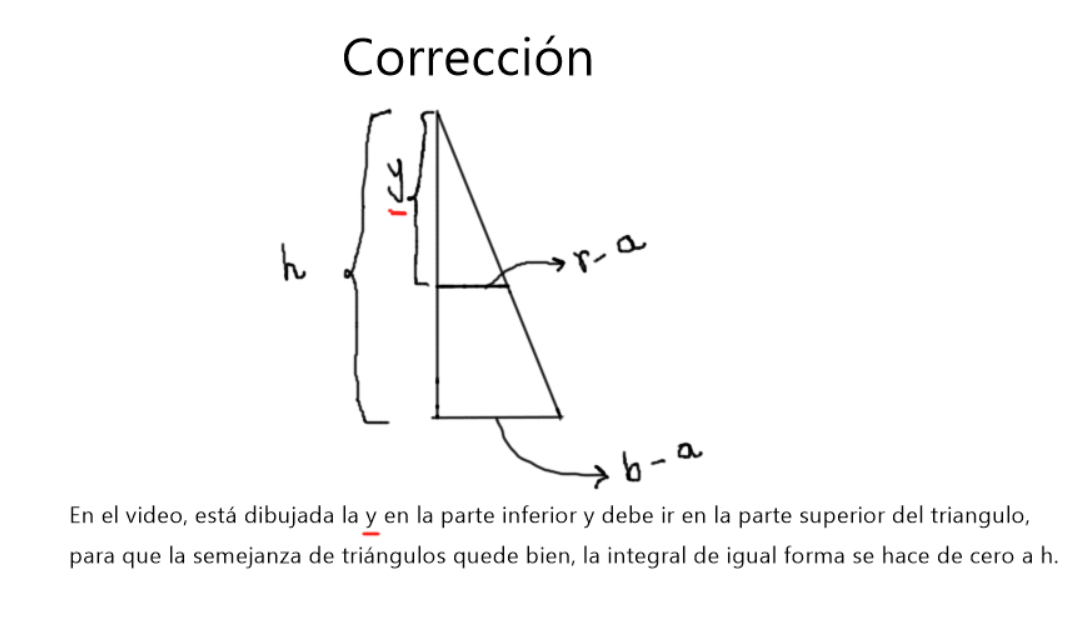 Corrección
y
h
r-a
b-a
En el video, está dibujada la y en la parte inferior y debe ir en la parte superior del triangulo,
para que la semejanza de triángulos quede bien, la integral de igual forma se hace de cero a h.